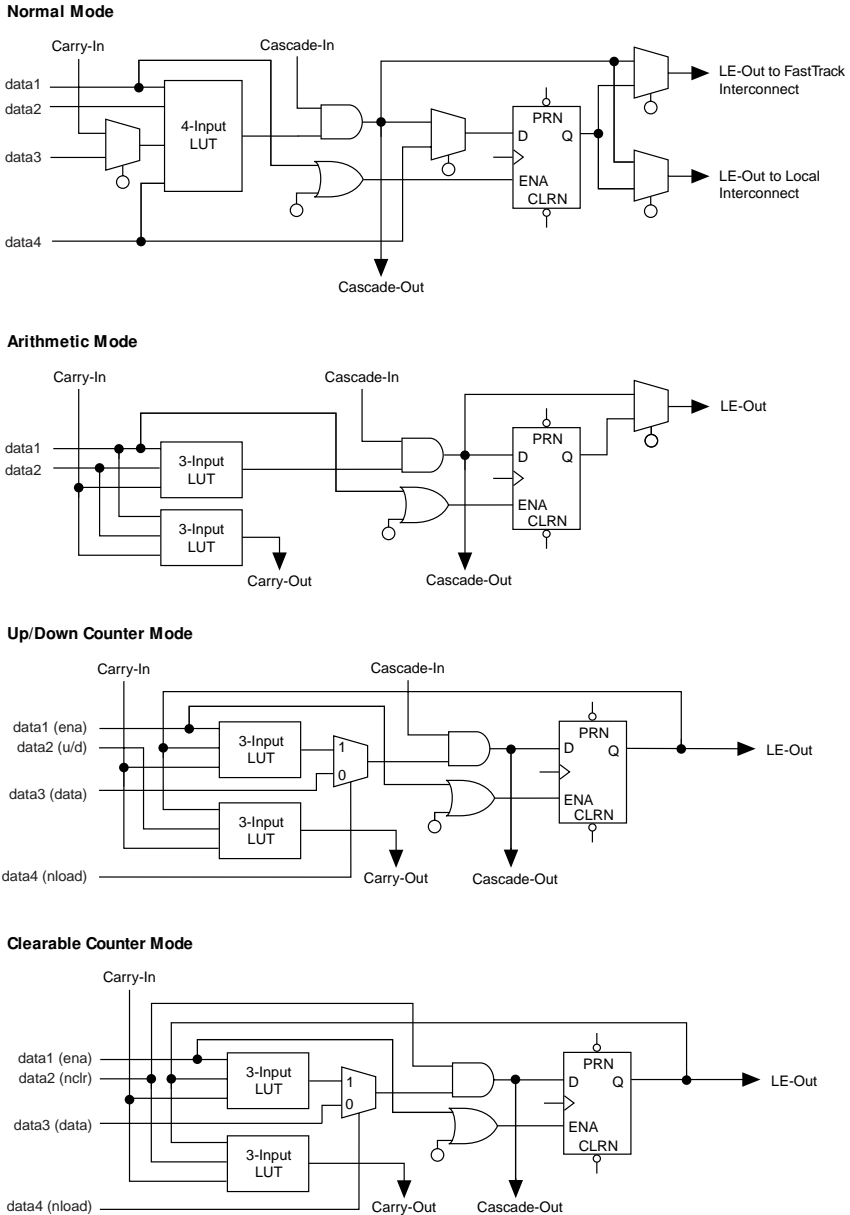 Normal Mode
Carry-In
Cascade-In
data1
data2
data3
data4
4-Input
LUT
PRN
D
Q
ENA
CLRN
LE-Out to FastTrack
Interconnect
LE-Out to Local
Interconnect
Cascade-Out
Arithmetic Mode
Carry-In
Cascade-In
data1
data2
3-Input
LUT
3-Input
LUT
PRN
D
Q
ENA
CLRN
LE-Out
Carry-Out
Cascade-Out
Up/Down Counter Mode
Carry-In
Cascade-In
data1 (ena)
data2 (u/d)
data3 (data)
data4 (nload)
3-Input
LUT
3-Input
LUT
1
0
PRN
D
Q
ENA
CLRN
LE-Out
Carry-Out
Cascade-Out
Clearable Counter Mode
Carry-In
data1 (ena)
data2 (nclr)
data3 (data)
data4 (nload)
3-Input
LUT
3-Input
LUT
1
0
PRN
D
Q
ENA
CLRN
LE-Out
Carry-Out
Cascade-Out